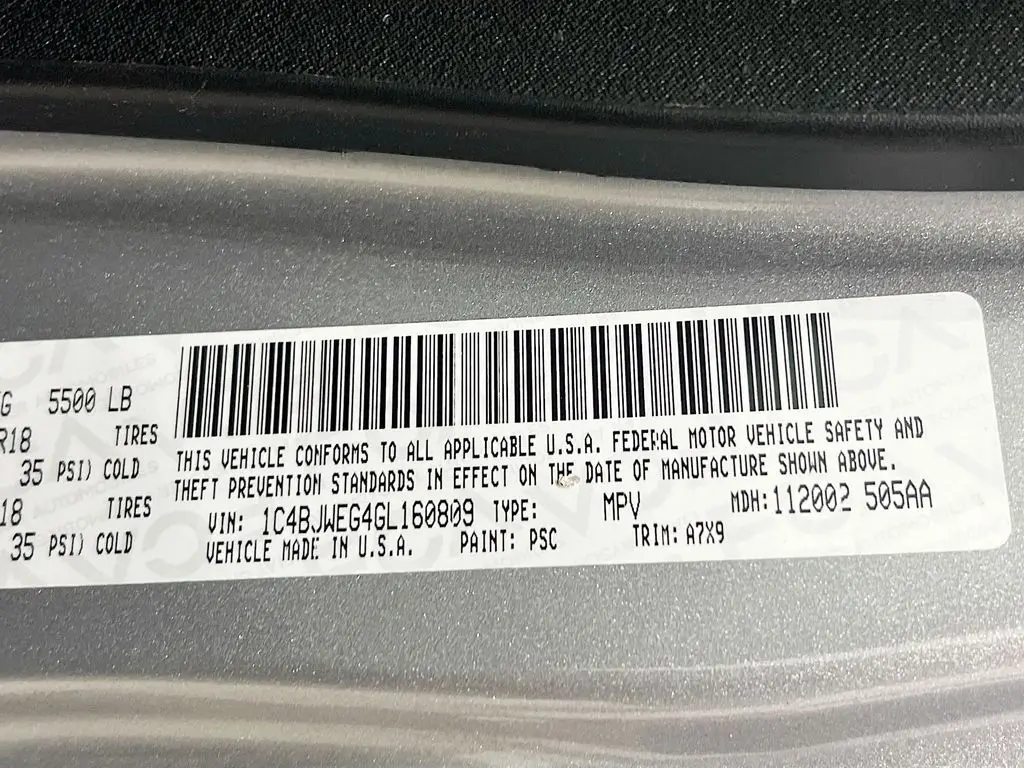 G 5500 LB
R18 TIRES
35 PSI) COLD
18 TIRES
35 PSI) COLD
THIS VEHICLE CONFORMS TO ALL APPLICABLE U.S.A. FEDERAL MOTOR VEHICLE SAFETY AND
THEFT PREVENTION STANDARDS IN EFFECT ON THE DATE OF MANUFACTURE SHOWN ABOVE.
VIN: 1C4BJWEG4GL160809 TYPE: MPV MDH:112002 505AA
VEHICLE MADE IN U.S.A. PAINT: PSC TRIM: A7X9